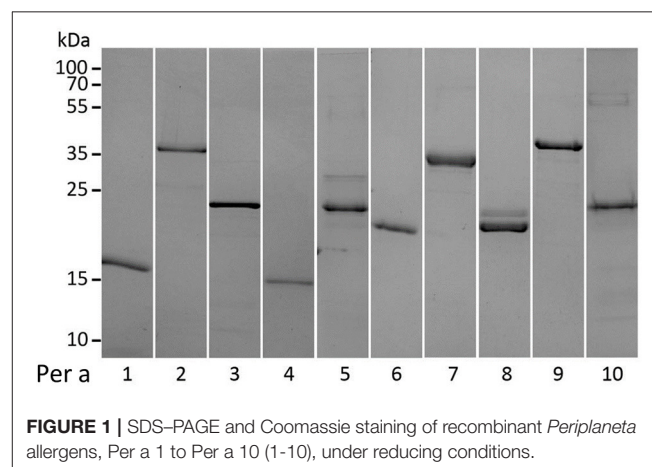 kDa
100
70
55
35
25
15
10
Per a 1 2 3 4 5 6 7 8 9 10
FIGURE 1 | SDS–PAGE and Coomassie staining of recombinant Periplaneta
allergens, Per a 1 to Per a 10 (1-10), under reducing conditions.